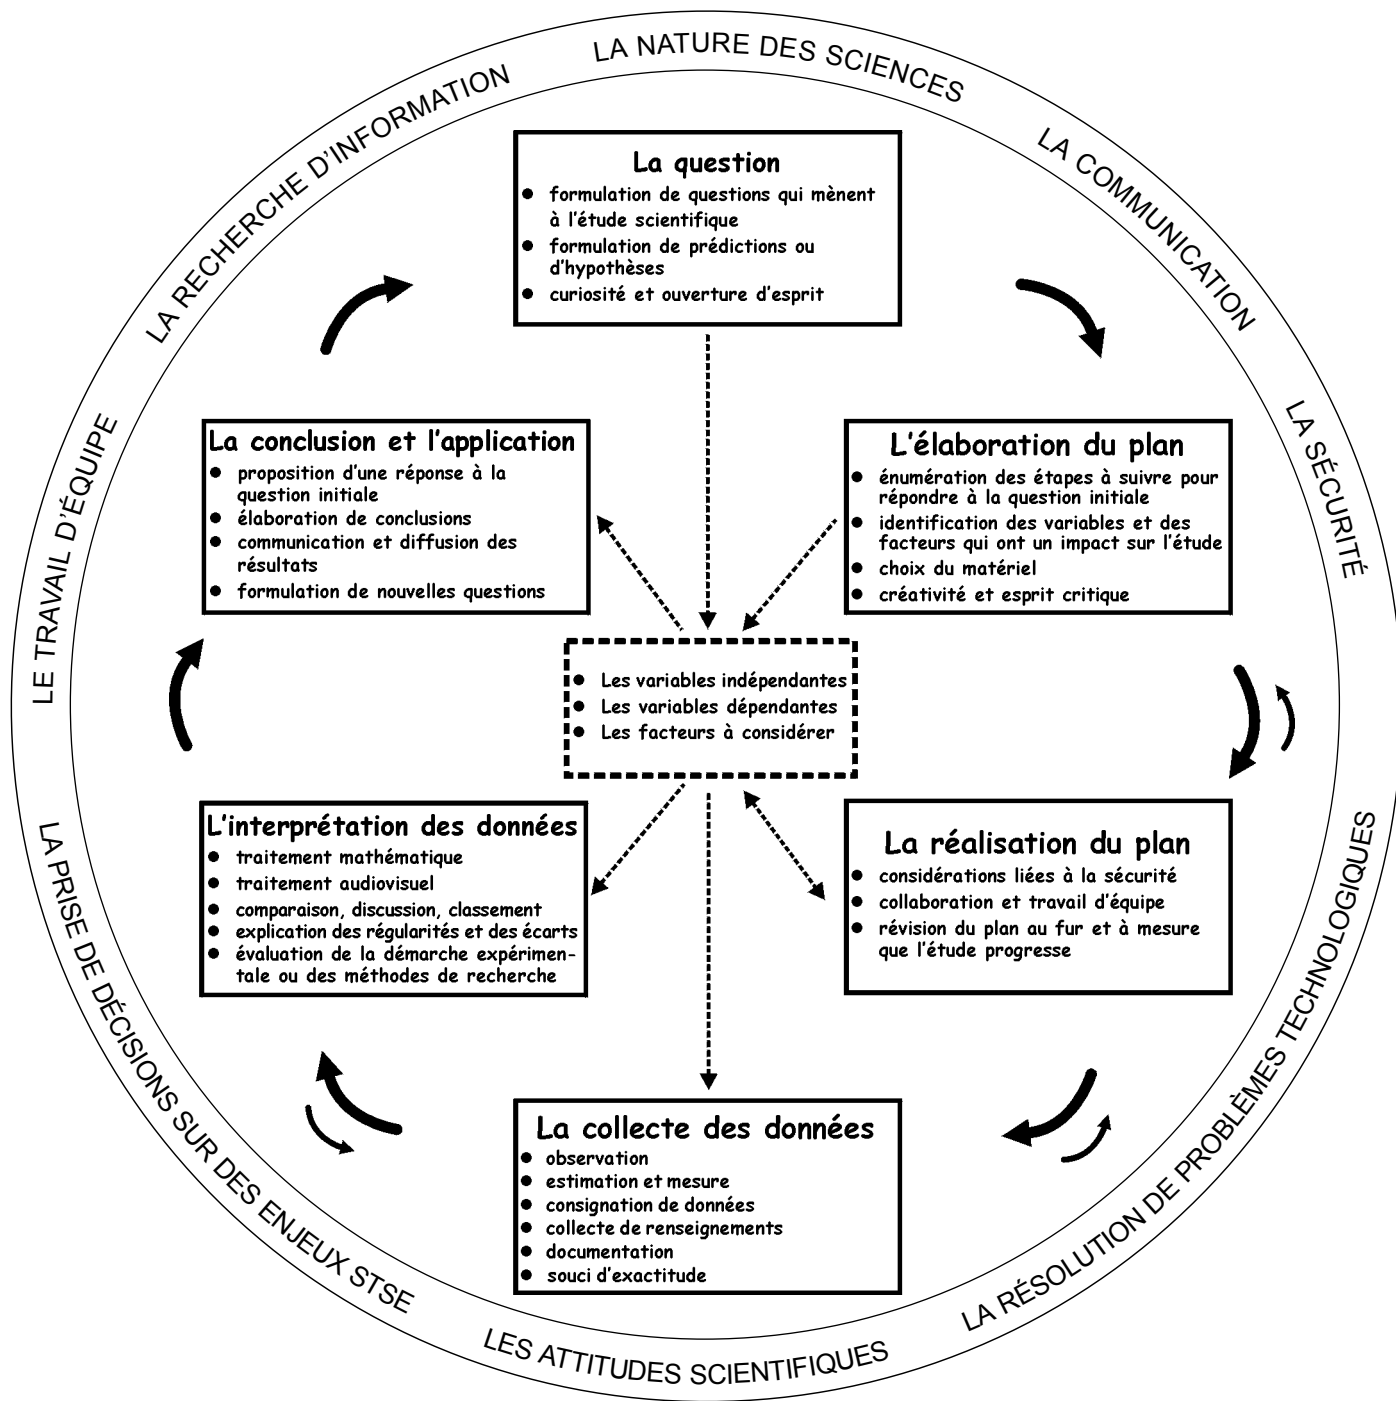 LA NATURE DES SCIENCES
LA COMMUNICATION
LA SÉCURITÉ
LA RÉSOLUTION DE PROBLÈMES TECHNOLOGIQUES
LES ATTITUDES SCIENTIFIQUES
LA PRISE DE DÉCISIONS SUR DES ENJEUX STSE
LE TRAVAIL D'ÉQUIPE
LA RECHERCHE D'INFORMATION
La question
• formulation de questions qui mènent
à l'étude scientifique
• formulation de prédictions ou
d'hypothèses
• curiosité et ouverture d'esprit
L'élaboration du plan
• énumération des étapes à suivre pour
répondre à la question initiale
• identification des variables et des
facteurs qui ont un impact sur l'étude
• choix du matériel
• créativité et esprit critique
La réalisation du plan
• considérations liées à la sécurité
• collaboration et travail d'équipe
• révision du plan au fur et à mesure
que l'étude progresse
La collecte des données
• observation
• estimation et mesure
• consignation de données
• collecte de renseignements
• documentation
• souci d'exactitude
L'interprétation des données
• traitement mathématique
• traitement audiovisuel
• comparaison, discussion, classement
• explication des régularités et des écarts
• évaluation de la démarche expérimen-
tale ou des méthodes de recherche
La conclusion et l'application
• proposition d'une réponse à la
question initiale
• élaboration de conclusions
• communication et diffusion des
résultats
• formulation de nouvelles questions
• Les variables indépendantes
• Les variables dépendantes
• Les facteurs à considérer